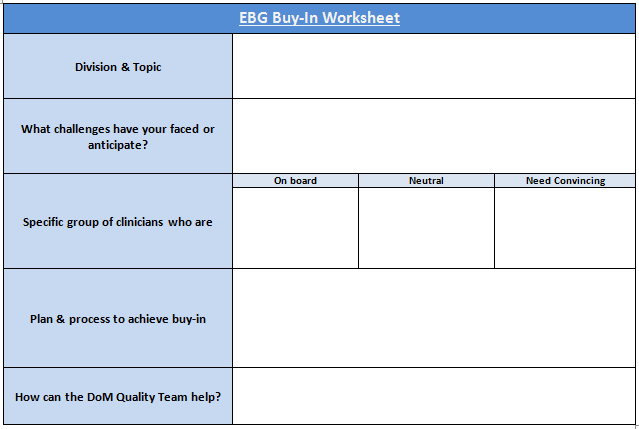 EBG Buy-In Worksheet
Division & Topic
What challenges have your faced or
anticipate?
On board
Neutral
Need Convincing
Specific group of clinicians who are
Plan & process to achieve buy-in
How can the DoM Quality Team help?